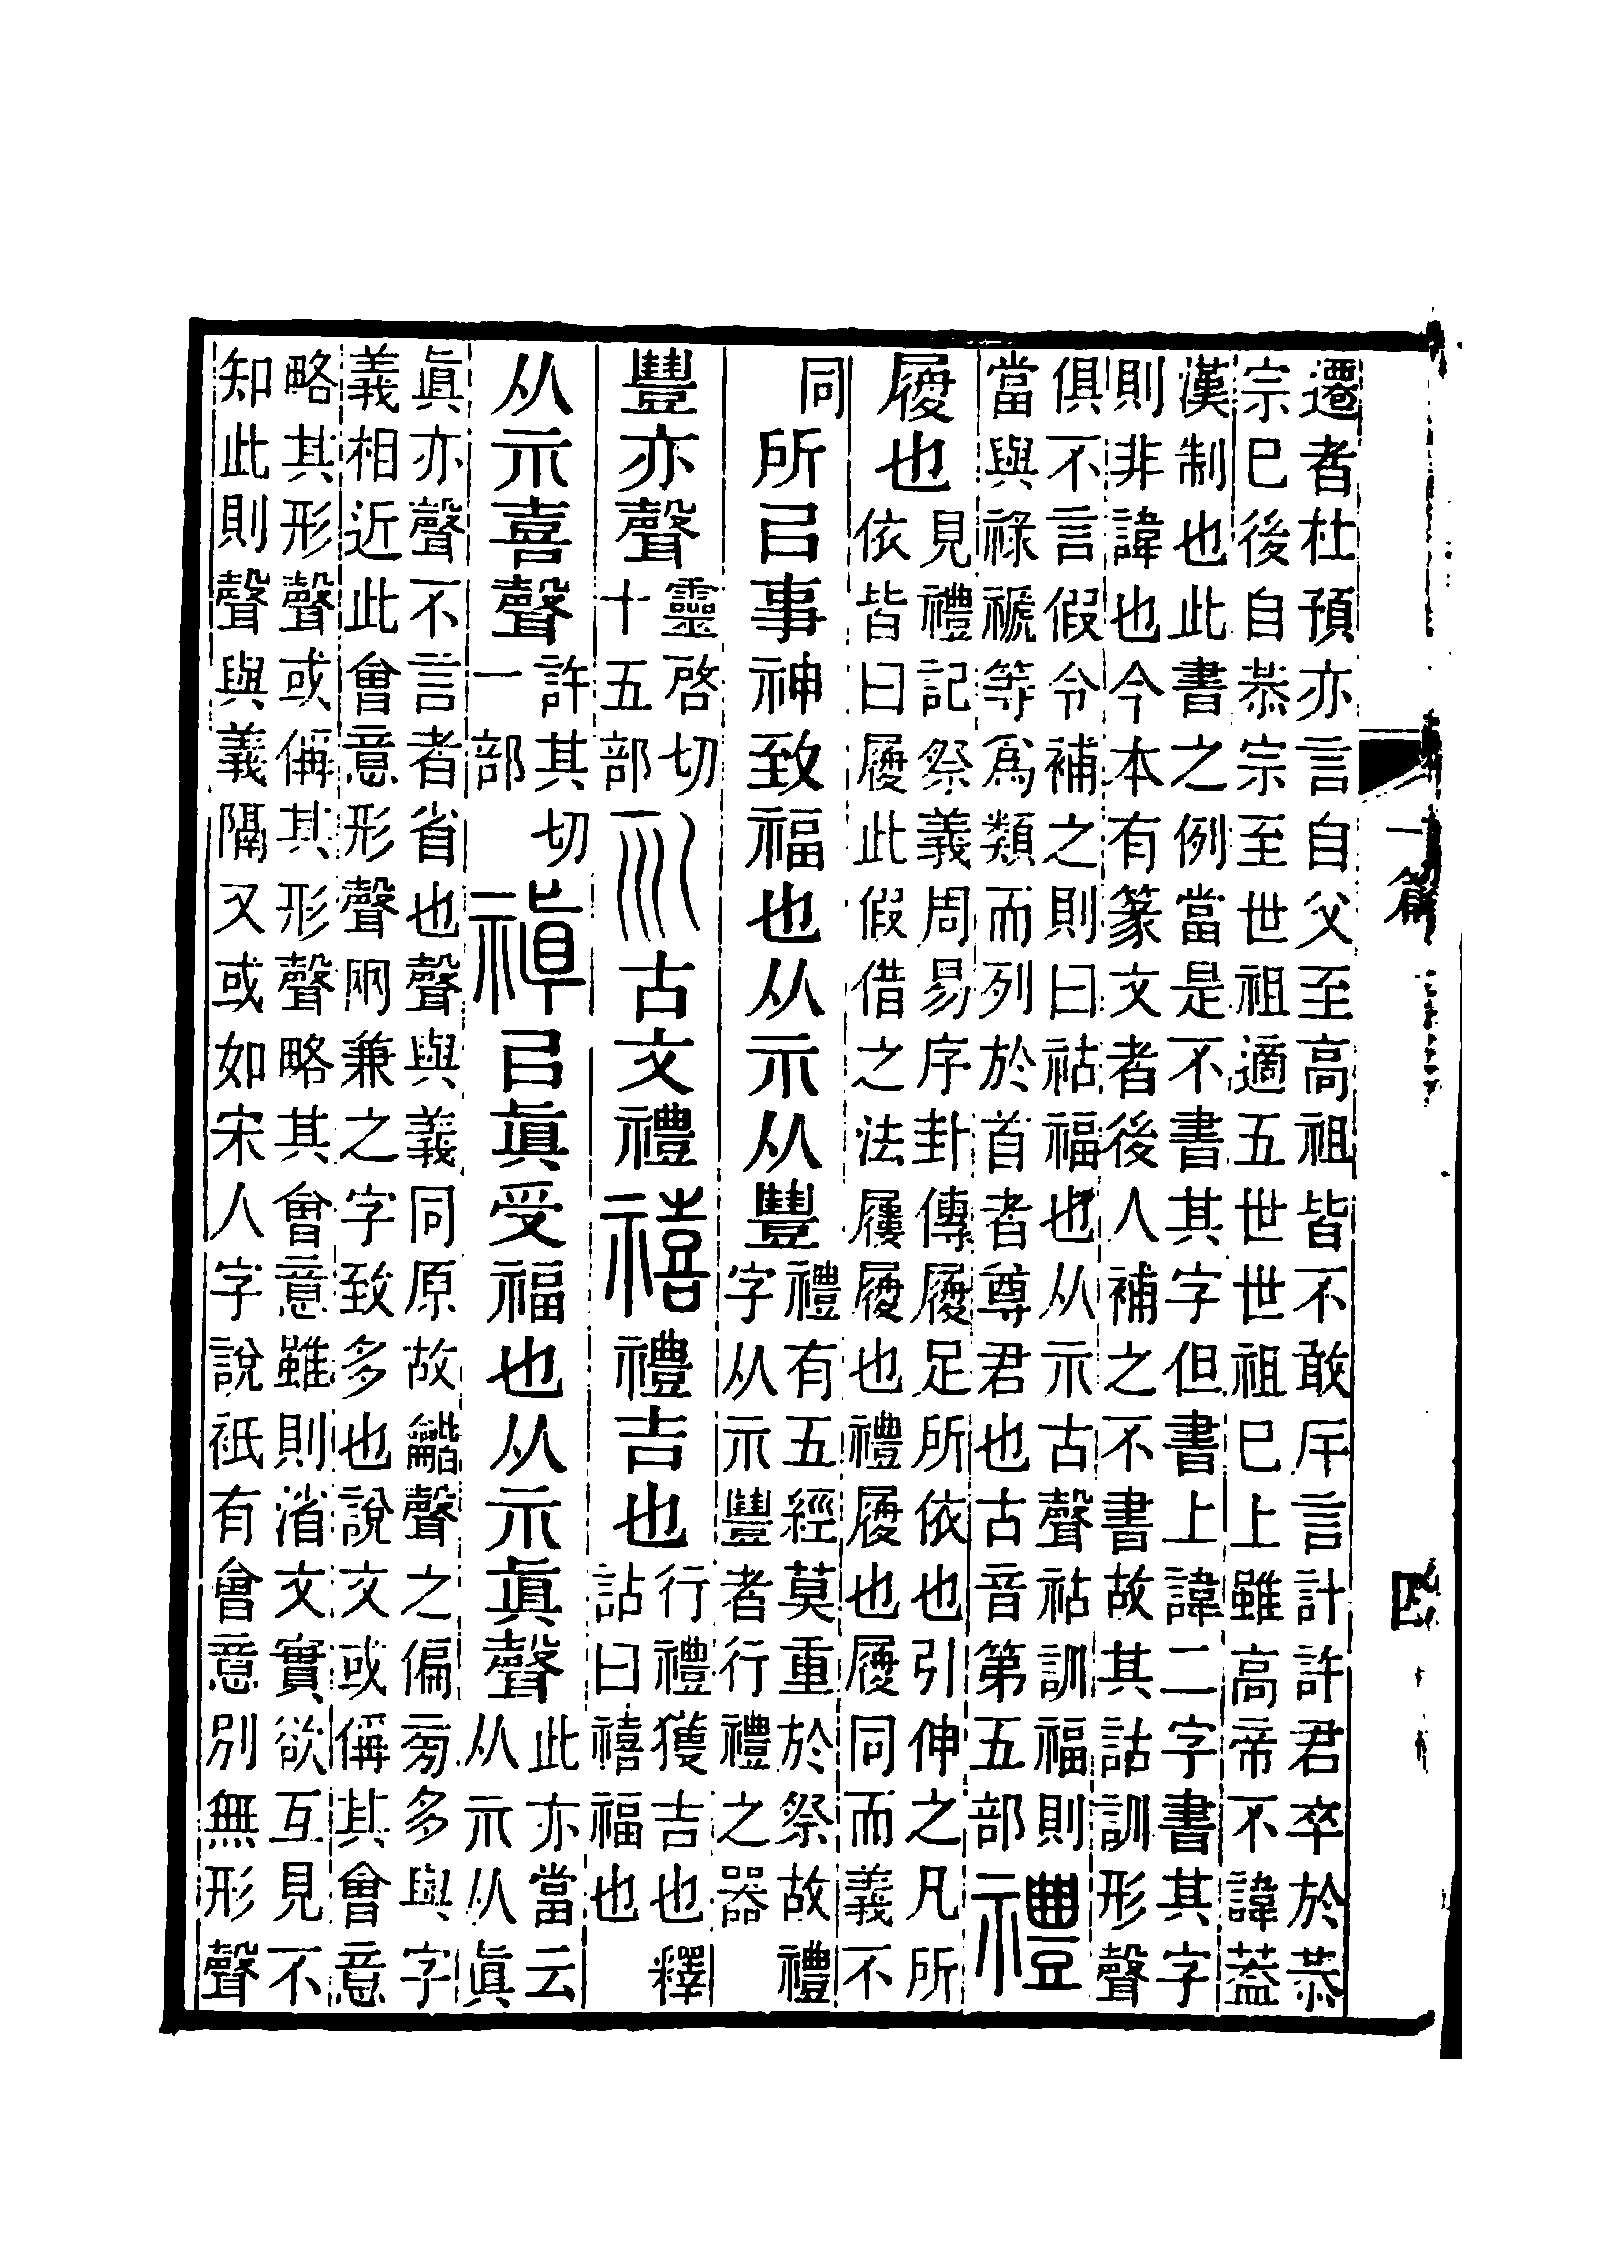 一篇
四
遷者杜預亦言自父至高祖皆不敢㡿言計許君卒於恭
宗已後自恭宗至世祖適五世世祖已上雖高帝不諱葢
漢制也此書之例當是不書其字但書上諱二字書其字
則非諱也今本有篆文者後人補之不書故其詁訓形聲
俱不言假令補之則曰祜福也从示古聲祜訓福則
當與祿禠等爲類而列於首者尊君也古音第五部
禮
履也
見禮記祭義周易序卦傳履足所依也引伸之凡所
依皆曰履此假借之法屨履也禮履也履同而義不
同
所㠯事神致福也从示从豊
禮有五經莫重於祭故禮
字从示豊者行禮之器
豊亦聲
靈啓切
十五部
古文禮
禧
禮吉也
行禮獲吉也釋
詁曰禧福也
从示喜聲
許其切
一部
禛
㠯眞受福也从示眞聲
此亦當云
从示从眞
眞亦聲不言者省也聲與義同原故龤聲之偏旁多與字
義相近此會意形聲兩兼之字致多也說文或偁其會意
略其形聲或偁其形聲略其會意雖則渻文實欲互見不
知此則聲與義隔又或如宋人字說衹有會意別無形聲